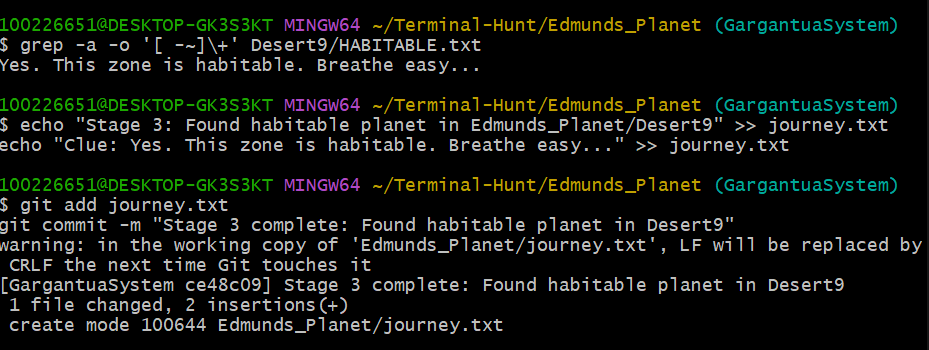 100226651@DESKTOP-GK3S3KT MINGW64 ~/Terminal-Hunt/Edmunds_Planet (GargantuaSystem)
$ grep -a -o '[ -~]\+' Desert9/HABITABLE.txt
Yes. This zone is habitable. Breathe easy...
100226651@DESKTOP-GK3S3KT MINGW64 ~/Terminal-Hunt/Edmunds_Planet (GargantuaSystem)
$ echo "Stage 3: Found habitable planet in Edmunds_Planet/Desert9" >> journey.txt
echo "Clue: Yes. This zone is habitable. Breathe easy..." >> journey.txt
100226651@DESKTOP-GK3S3KT MINGW64 ~/Terminal-Hunt/Edmunds_Planet (GargantuaSystem)
$ git add journey.txt
git commit -m "Stage 3 complete: Found habitable planet in Desert9"
warning: in the working copy of 'Edmunds_Planet/journey.txt', LF will be replaced by
CRLF the next time Git touches it
[GargantuaSystem ce48c09] Stage 3 complete: Found habitable planet in Desert9
1 file changed, 2 insertions(+)
create mode 100644 Edmunds_Planet/journey.txt